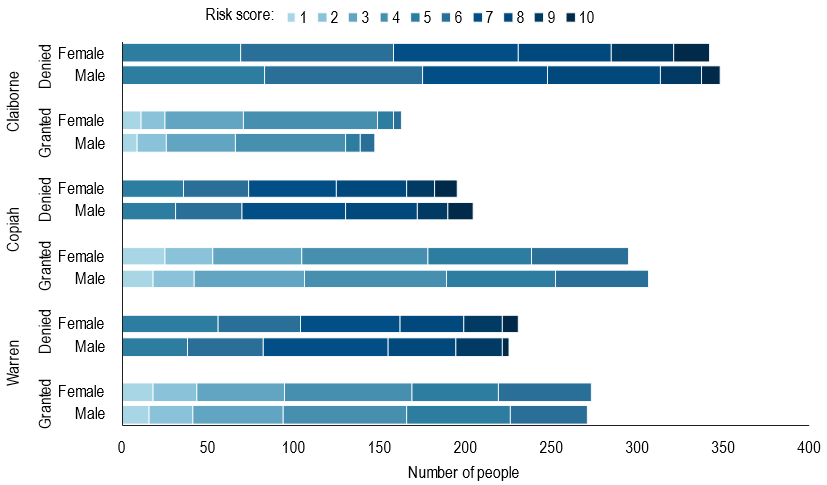 Risk score: 1 2 3 4 5 6 7 8 9 10
Claiborne
Denied
Female
Male
Granted
Female
Male
Copiah
Denied
Female
Male
Granted
Female
Male
Warren
Denied
Female
Male
Granted
Female
Male
0 50 100 150 200 250 300 350 400
Number of people